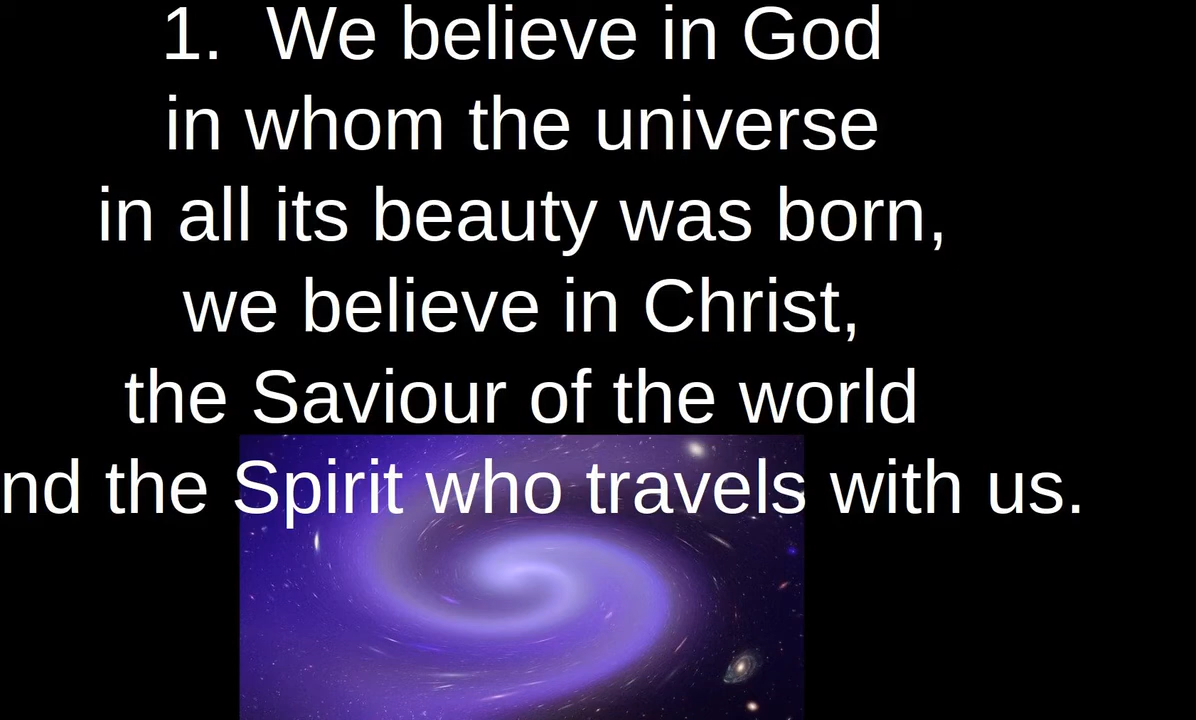 1.  We believe in God
in whom the universe
in all its beauty was born,
we believe in Christ,
the Saviour of the world
nd the Spirit who travels with us.